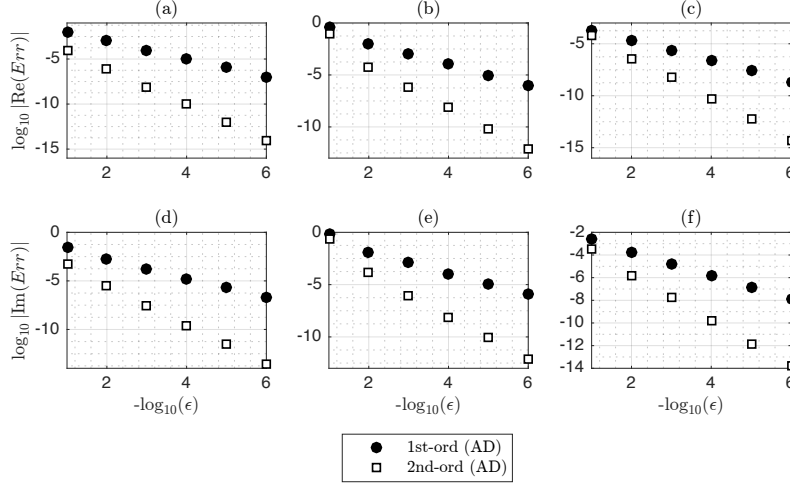 (a) (b) (c)
log₁₀ |Re(Err)|
-5
-10
-15
2 4 6
0
-5
-10
2 4 6
-5
-10
-15
2 4 6
(d) (e) (f)
log₁₀ |Im(Err)|
0
-5
-10
2 4 6
-log₁₀(ϵ)
0
-5
-10
2 4 6
-log₁₀(ϵ)
-2
-4
-6
-8
-10
-12
-14
2 4 6
-log₁₀(ϵ)
1st-ord (AD)
2nd-ord (AD)